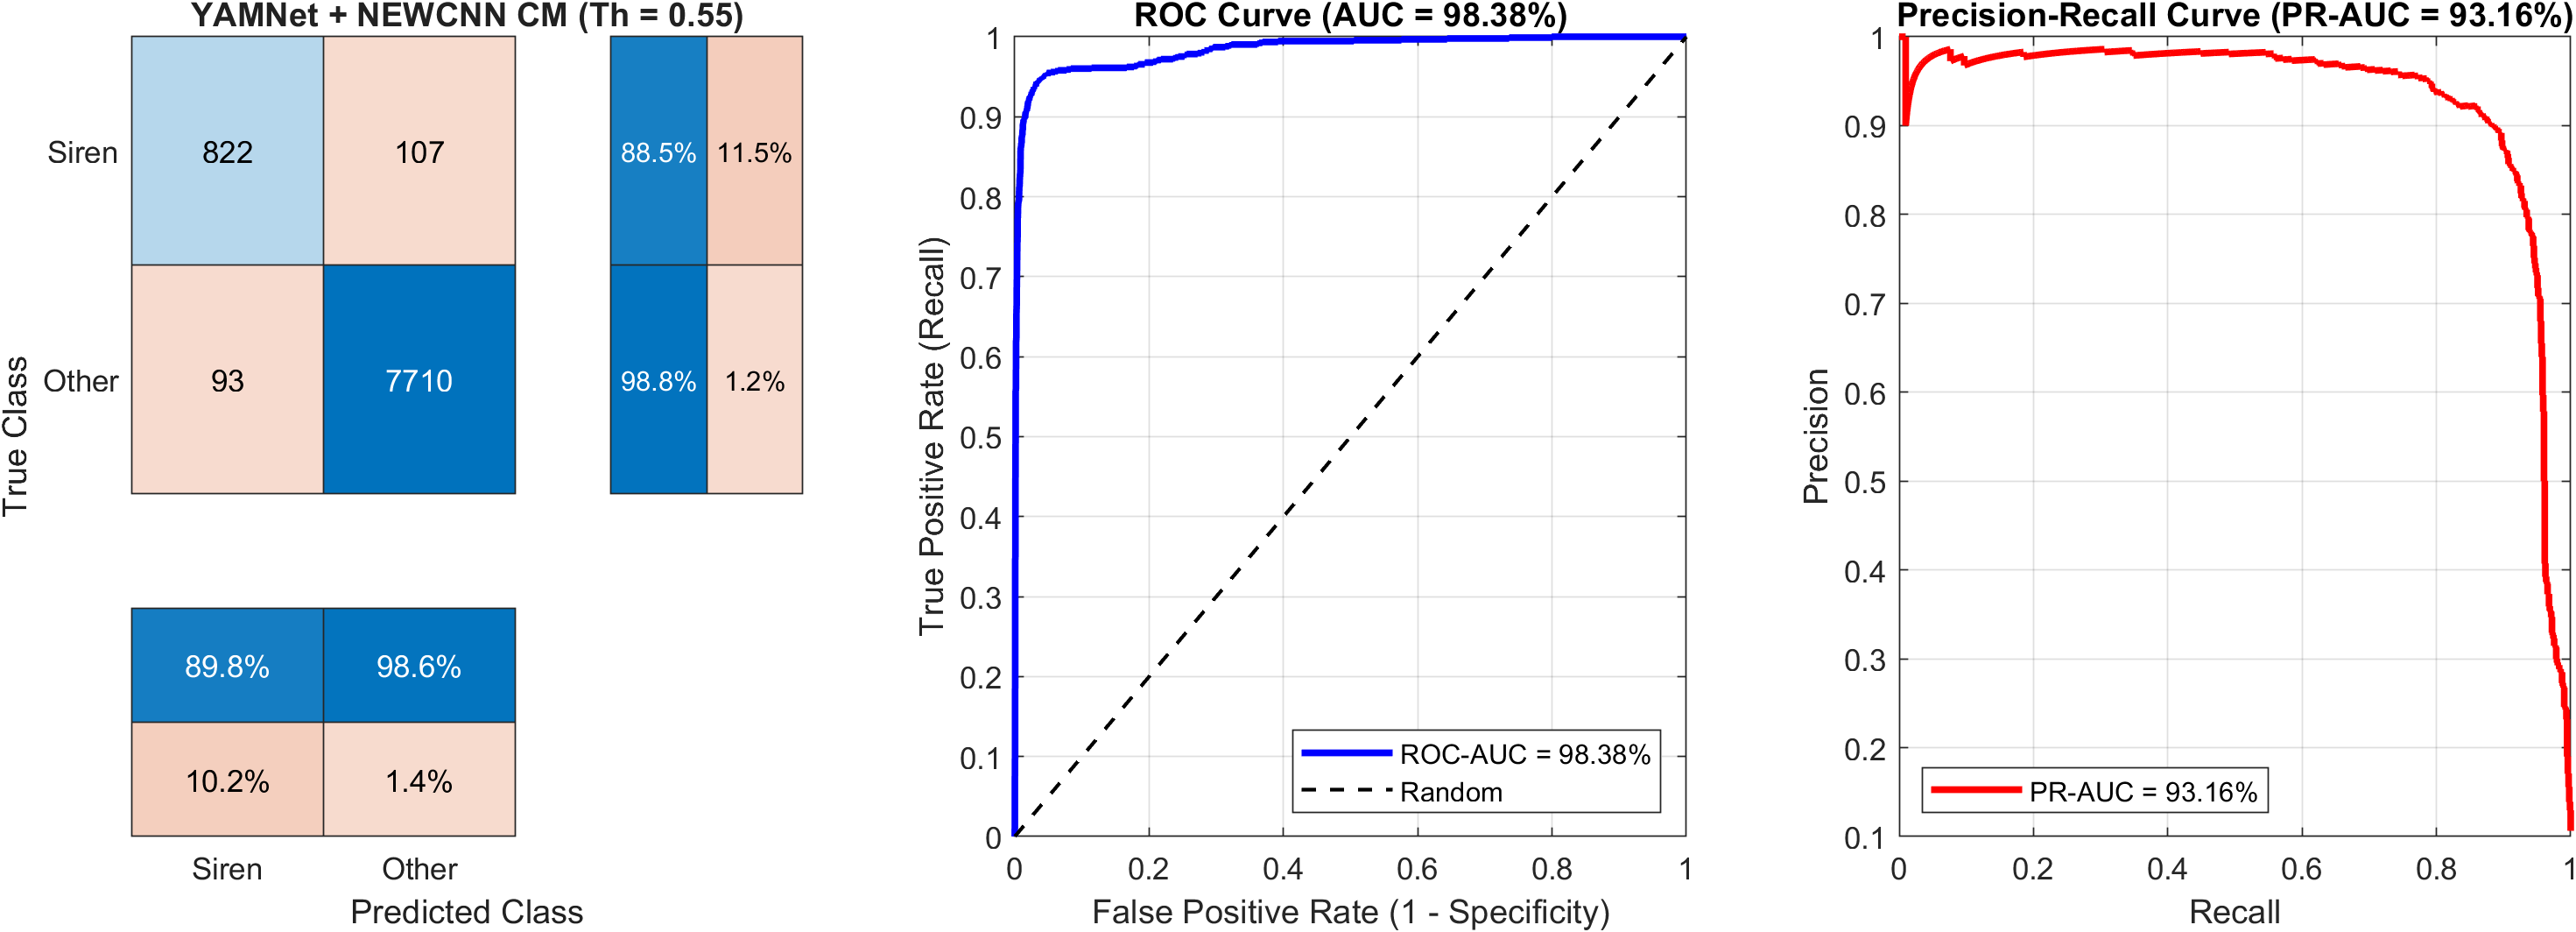 YAMNet + NEWCNN CM (Th = 0.55)
Siren
822
107
88.5%
11.5%
Other
93
7710
98.8%
1.2%
True Class
89.8%
98.6%
10.2%
1.4%
Siren
Other
Predicted Class
ROC Curve (AUC = 98.38%)
True Positive Rate (Recall)
1
0.9
0.8
0.7
0.6
0.5
0.4
0.3
0.2
0.1
0
ROC-AUC = 98.38%
Random
0
0.2
0.4
0.6
0.8
1
False Positive Rate (1 - Specificity)
Precision-Recall Curve (PR-AUC = 93.16%)
Precision
1
0.9
0.8
0.7
0.6
0.5
0.4
0.3
0.2
0.1
PR-AUC = 93.16%
0
0.2
0.4
0.6
0.8
1
Recall